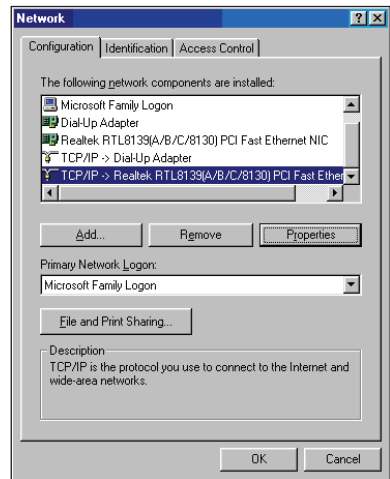 Network
Configuration Identification Access Control
The following network components are installed:
Microsoft Family Logon
Dial-Up Adapter
Realtek RTL8139(A/B/C/8130) PCI Fast Ethernet NIC
TCP/IP -> Dial-Up Adapter
TCP/IP -> Realtek RTL8139(A/B/C/8130) PCI Fast Ether
Add... Remove Properties
Primary Network Logon:
Microsoft Family Logon
File and Print Sharing...
Description
TCP/IP is the protocol you use to connect to the Internet and
wide-area networks.
OK Cancel